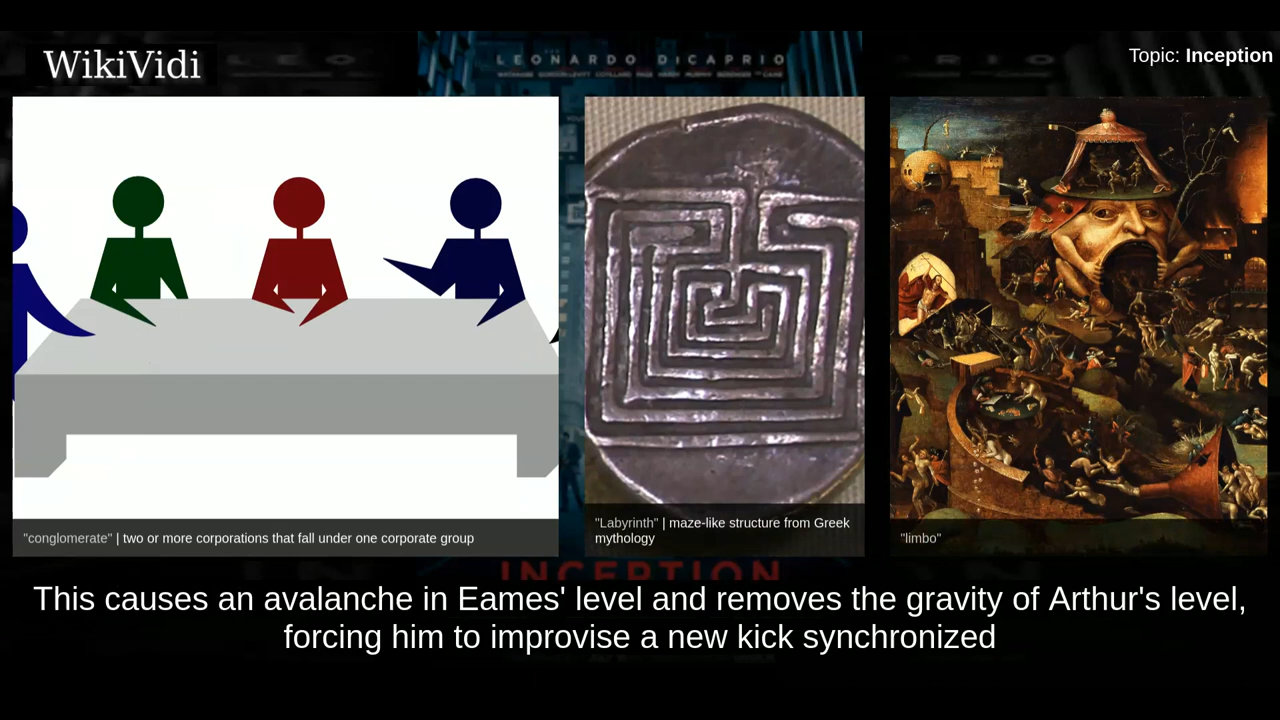 LEONARDO DiCAPRIO
WikiVidi
Topic: Inception
"conglomerate" | two or more corporations that fall under one corporate group
"Labyrinth" | maze-like structure from Greek
mythology
"limbo"
INCEPTION
This causes an avalanche in Eames' level and removes the gravity of Arthur's level,
forcing him to improvise a new kick synchronized